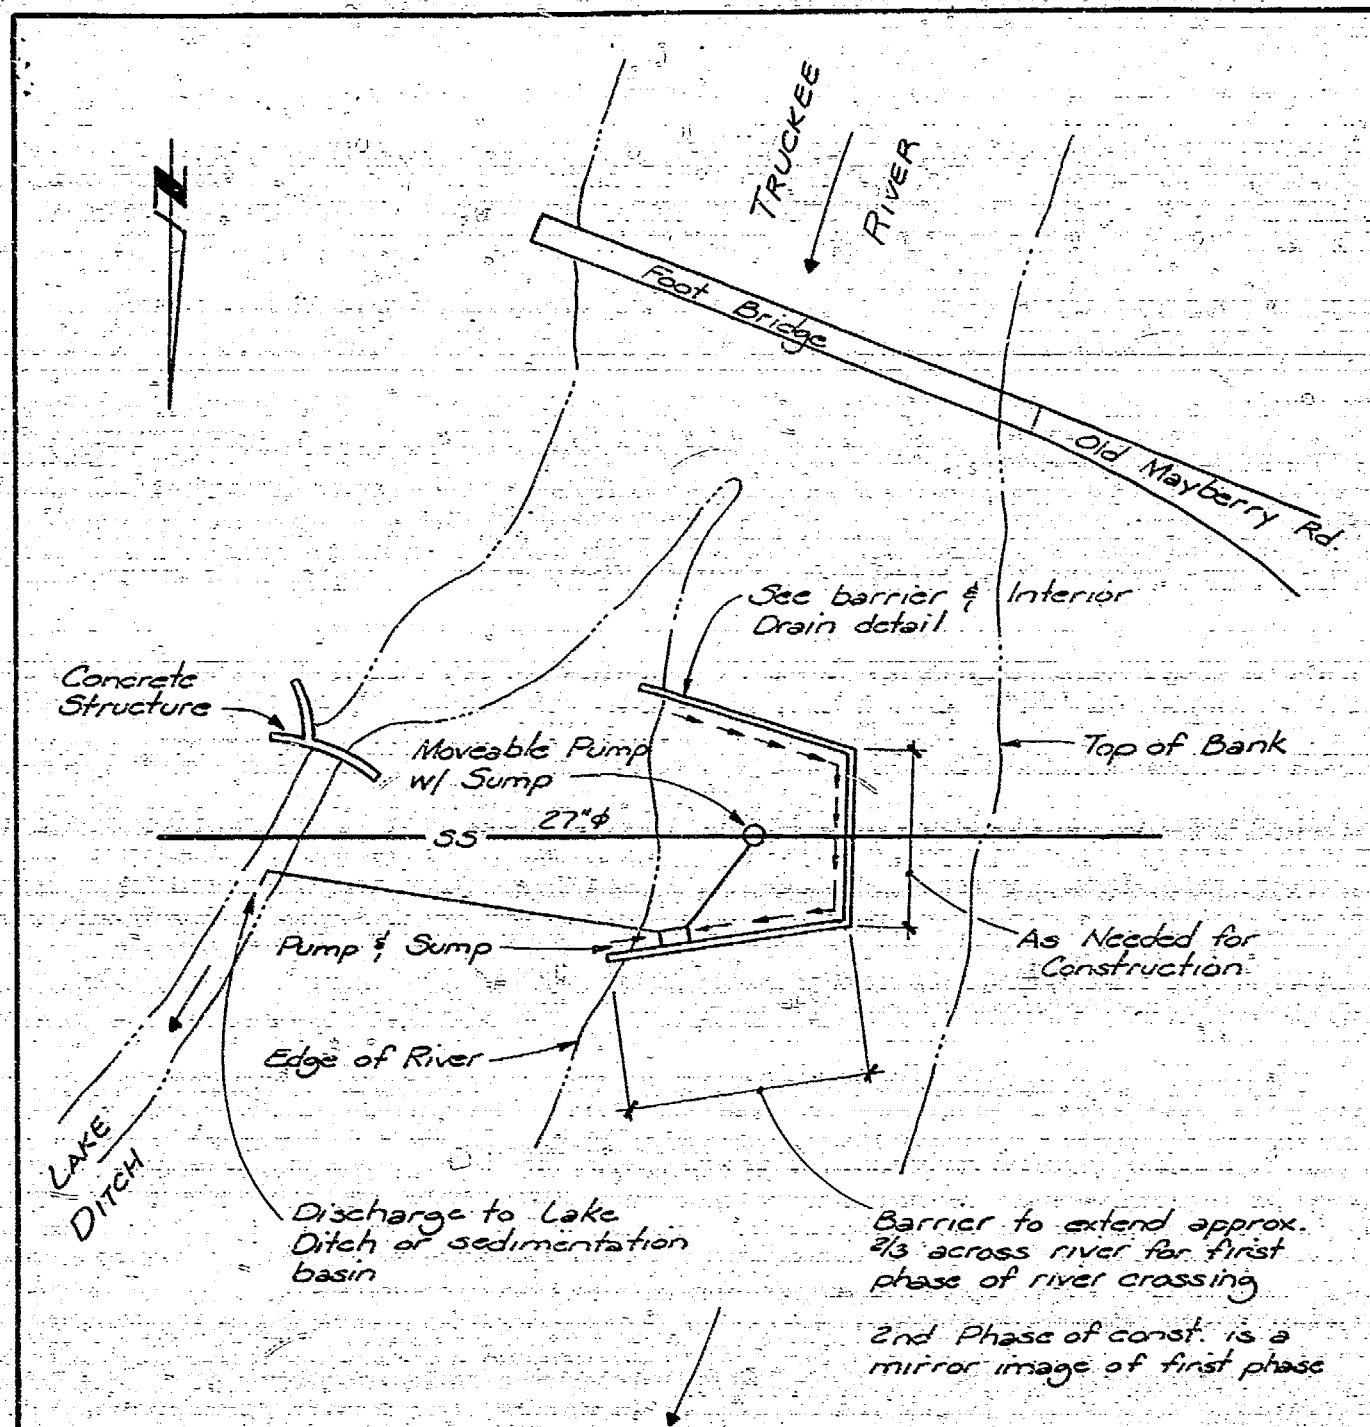 TRUCKEE
RIVER
N
Foot Bridge
Old Mayberry Rd.
See barrier & Interior
Drain detail
Concrete
Structure
Moveable Pump
w/ Sump
Top of Bank
27"φ
SS
Pump & Sump
As Needed for
Construction
Edge of River
LAKE
DITCH
Discharge to Lake
Ditch or sedimentation
basin
Barrier to extend approx.
2/3 across river for first
phase of river crossing
2nd Phase of const. is a
mirror image of first phase